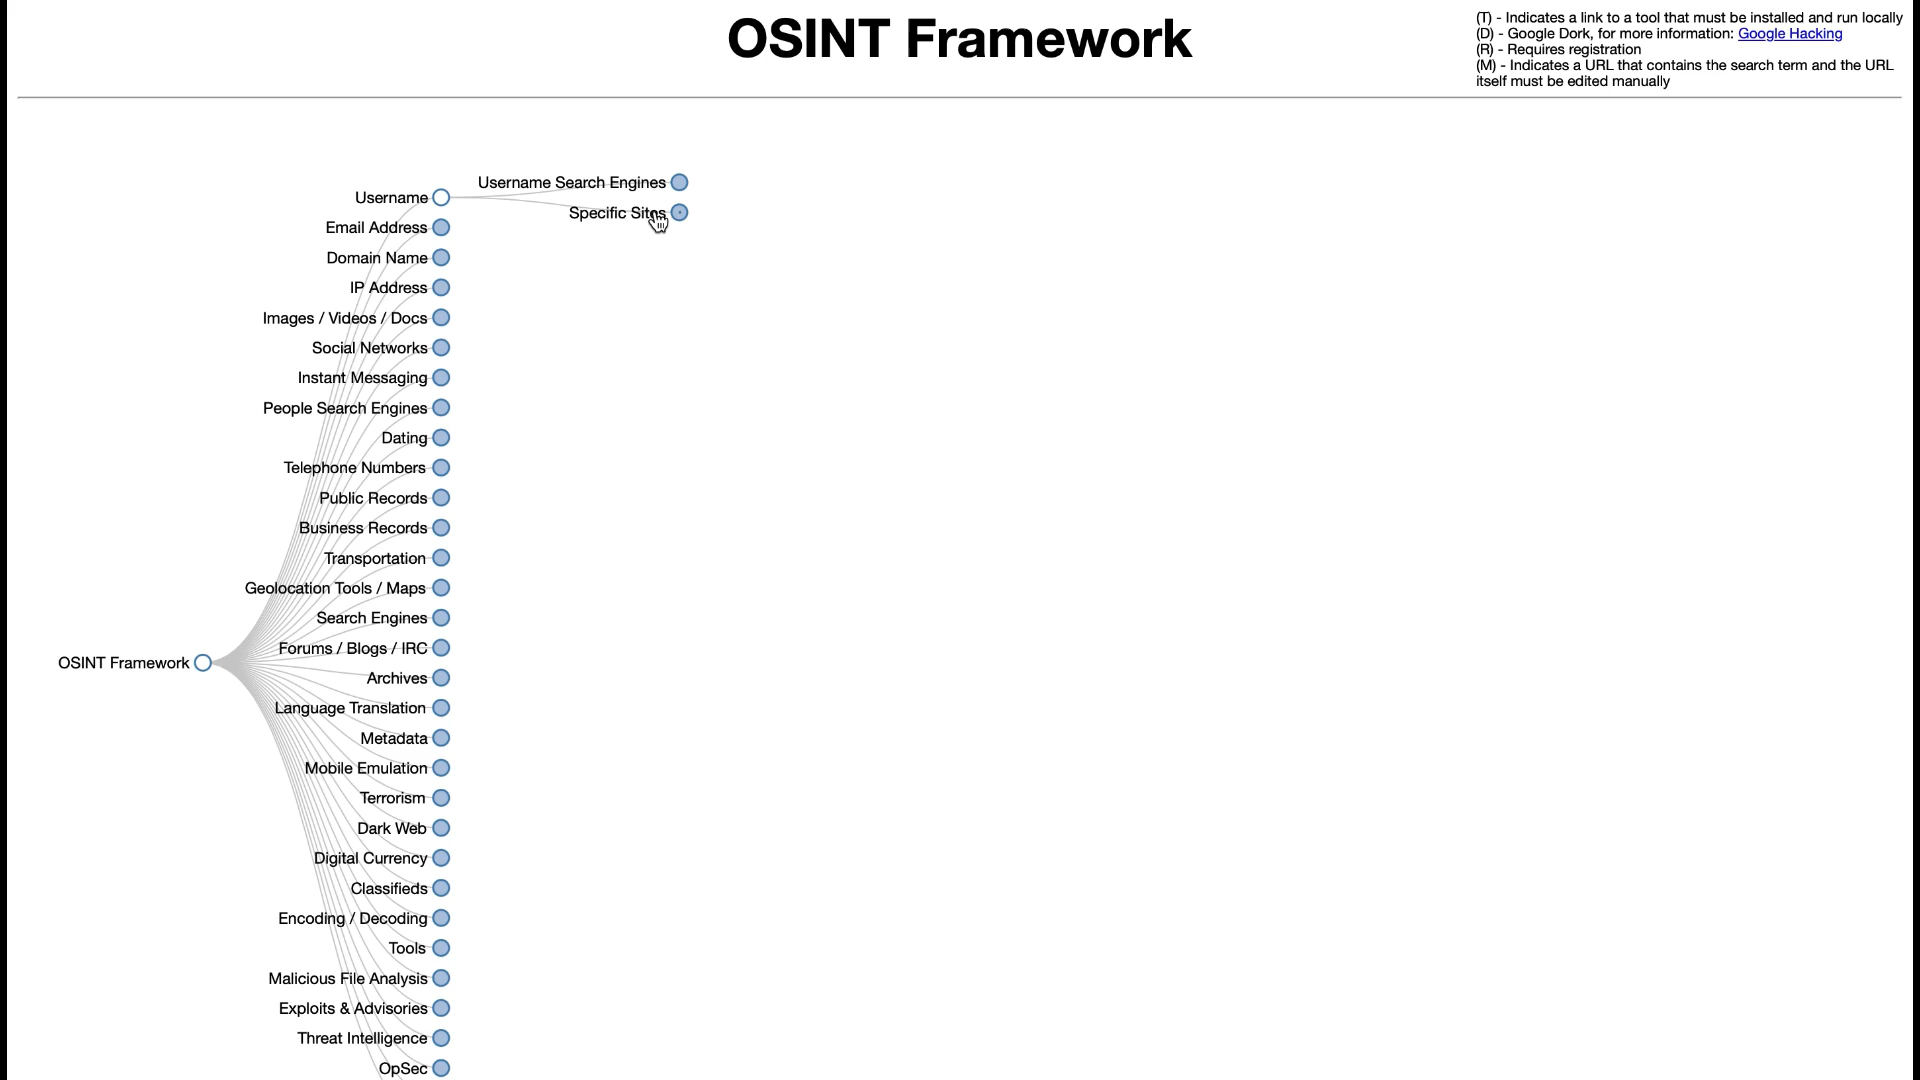 OSINT Framework
(T) - Indicates a link to a tool that must be installed and run locally
(D) - Google Dork, for more information: Google Hacking
(R) - Requires registration
(M) - Indicates a URL that contains the search term and the URL
itself must be edited manually
Username Search Engines
Username
Specific Sites
Email Address
Domain Name
IP Address
Images / Videos / Docs
Social Networks
Instant Messaging
People Search Engines
Dating
Telephone Numbers
Public Records
Business Records
Transportation
Geolocation Tools / Maps
Search Engines
Forums / Blogs / IRC
OSINT Framework
Archives
Language Translation
Metadata
Mobile Emulation
Terrorism
Dark Web
Digital Currency
Classifieds
Encoding / Decoding
Tools
Malicious File Analysis
Exploits & Advisories
Threat Intelligence
OpSec